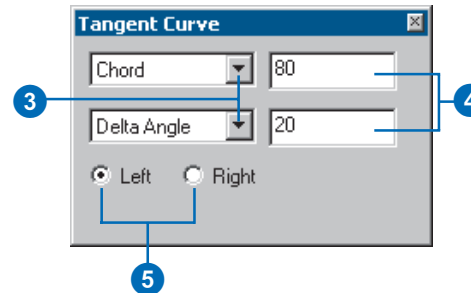 Tangent Curve
Chord 80
3
4
Delta Angle 20
Left Right
5